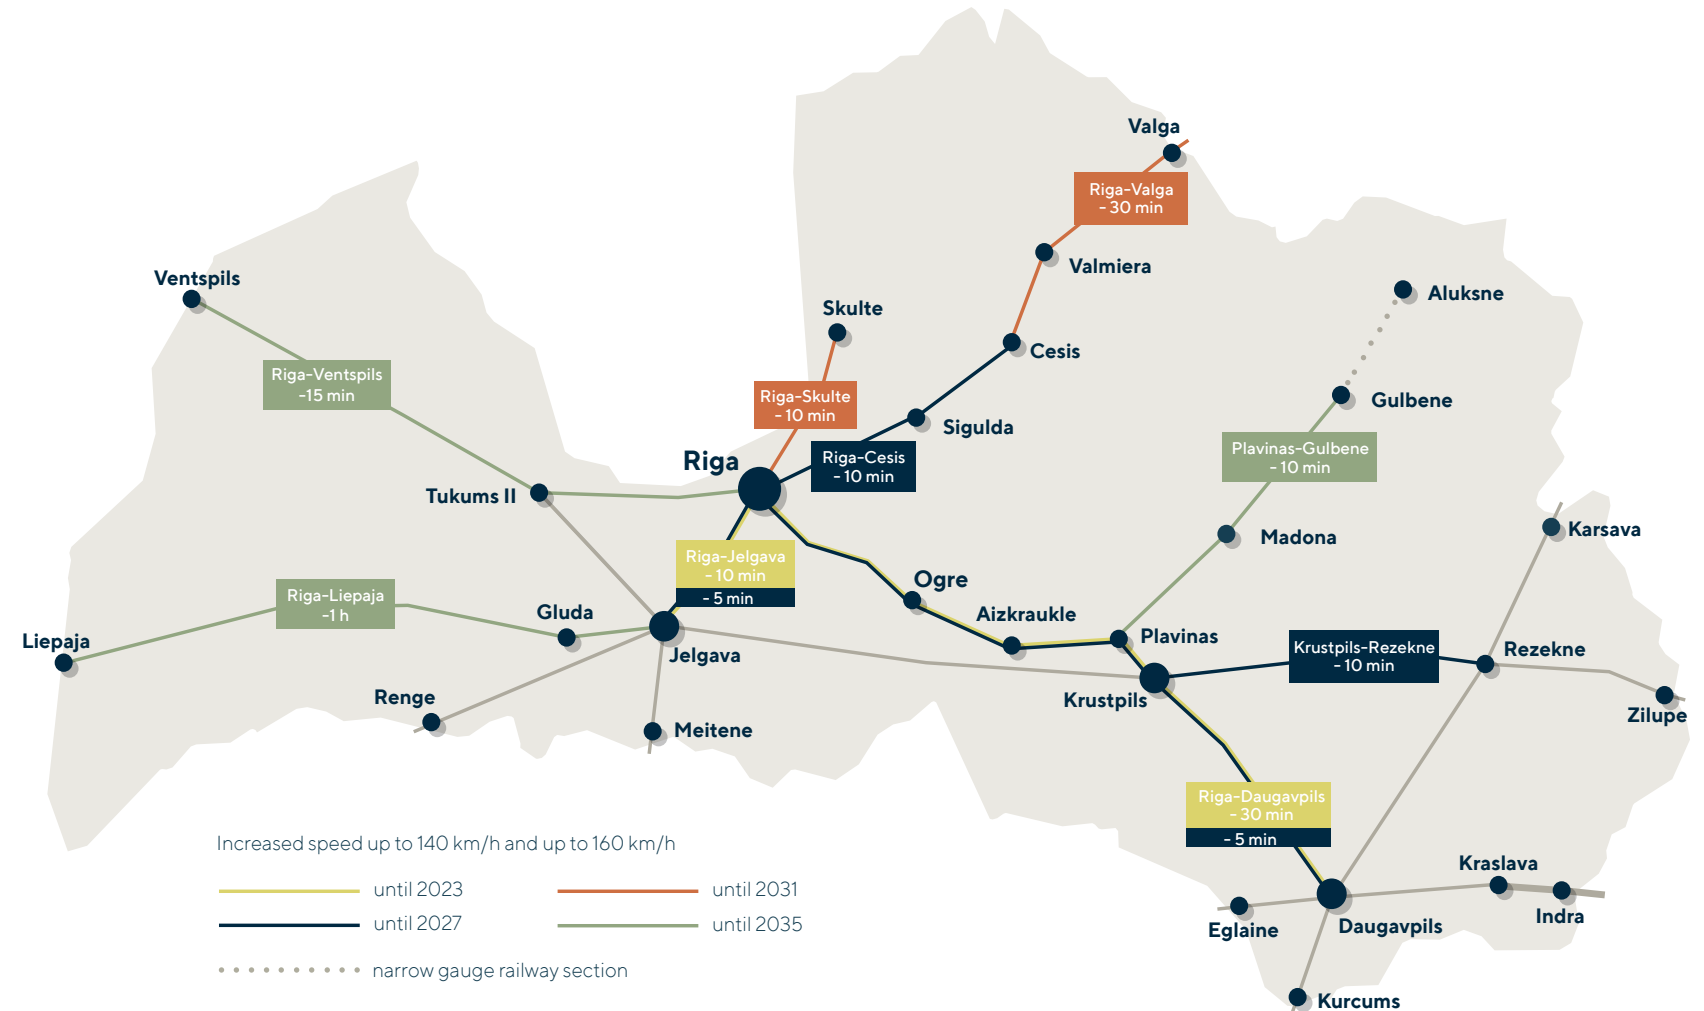 Valga
Riga-Valga
- 30 min
Valmiera
Ventspils
Aluksne
Skulte
Cesis
Riga-Ventspils
-15 min
Riga-Skulte
- 10 min
Gulbene
Sigulda
Plavinas-Gulbene
- 10 min
Riga
Riga-Cesis
- 10 min
Tukums II
Karsava
Madona
Riga-Jelgava
- 10 min
- 5 min
Ogre
Riga-Liepaja
-1 h
Gluda
Aizkraukle
Liepaja
Plavinas
Krustpils-Rezekne
- 10 min
Rezekne
Jelgava
Renge
Krustpils
Zilupe
Meitene
Riga-Daugavpils
- 30 min
- 5 min
Kraslava
Indra
Eglaine
Daugavpils
Kurcums
Increased speed up to 140 km/h and up to 160 km/h
until 2023
until 2031
until 2027
until 2035
narrow gauge railway section